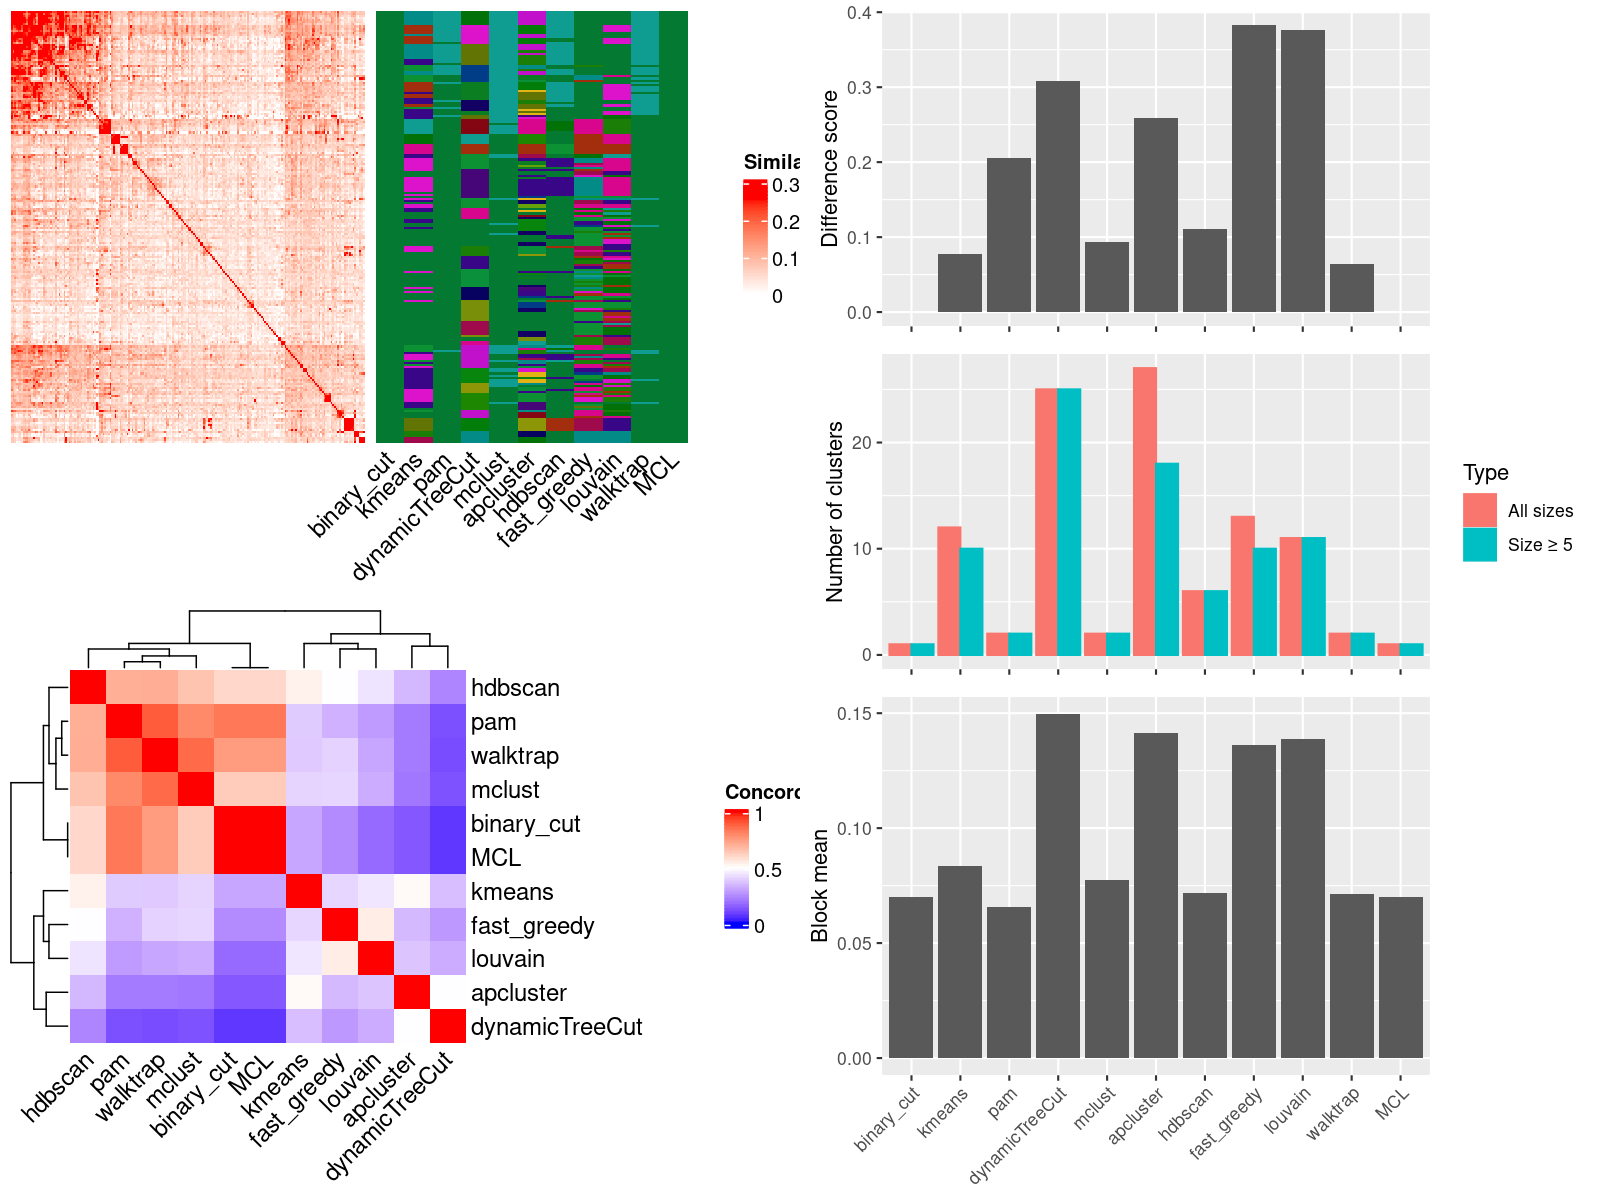 Simila
0.3
0.2
0.1
0
binary_cut
kmeans
pam
dynamicTreeCut
mclust
apcluster
hdbscan
fast_greedy
louvain
walktrap
MCL
hdbscan
pam
walktrap
mclust
binary_cut
MCL
kmeans
fast_greedy
louvain
apcluster
dynamicTreeCut
Concord
1
0.5
0
hdbscan
pam
walktrap
mclust
binary_cut
MCL
kmeans
fast_greedy
louvain
apcluster
dynamicTreeCut
Difference score
0.4
0.3
0.2
0.1
0.0
Number of clusters
20
10
0
Type
All sizes
Size ≥ 5
Block mean
0.15
0.10
0.05
0.00
binary_cut
kmeans
pam
dynamicTreeCut
mclust
apcluster
hdbscan
fast_greedy
louvain
walktrap
MCL